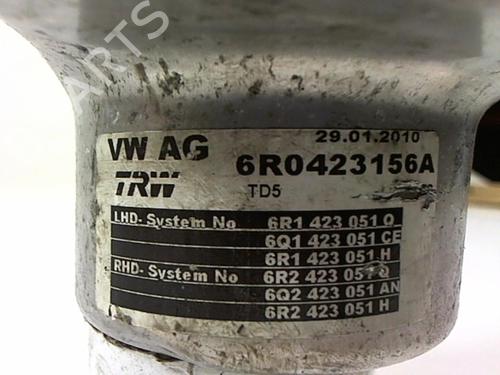 PARTS
29.01.2010
VW AG 6R0423156A
TRW TD5
LHD- System No 6R1 423 051 Q
6Q1 423 051 CE
6R1 423 051 H
RHD- System No 6R2 423 051 Q
6Q2 423 051 AN
6R2 423 051 H